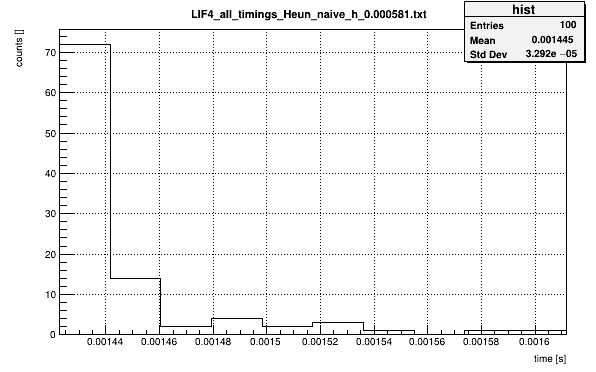 LIF4_all_timings_Heun_naive_h_0.000581.txt
hist
Entries 100
Mean 0.001445
Std Dev 3.292e −05
counts []
70
60
50
40
30
20
10
0
0.00144 0.00146 0.00148 0.0015 0.00152 0.00154 0.00156 0.00158 0.0016
time [s]